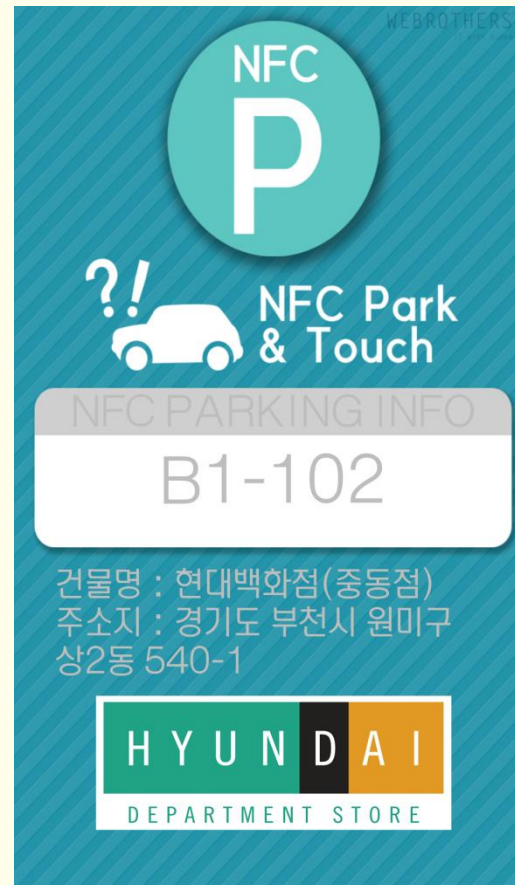 WEBROTHERS
NFC
P
?!
NFC Park
& Touch
NFC PARKING INFO
B1-102
건물명 : 현대백화점(중동점)
주소지 : 경기도 부천시 원미구
상2동 540-1
HYUNDAI
DEPARTMENT STORE